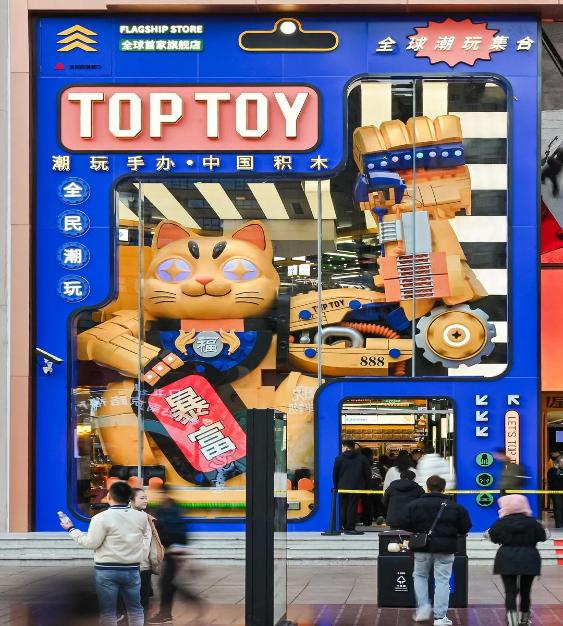 FLAGSHIP STORE
全球首家旗舰店
全球潮玩集合
TOP TOY
潮玩手办·中国积木
全民潮玩
TOP TOY
福
888
暴富
LET'S TOP